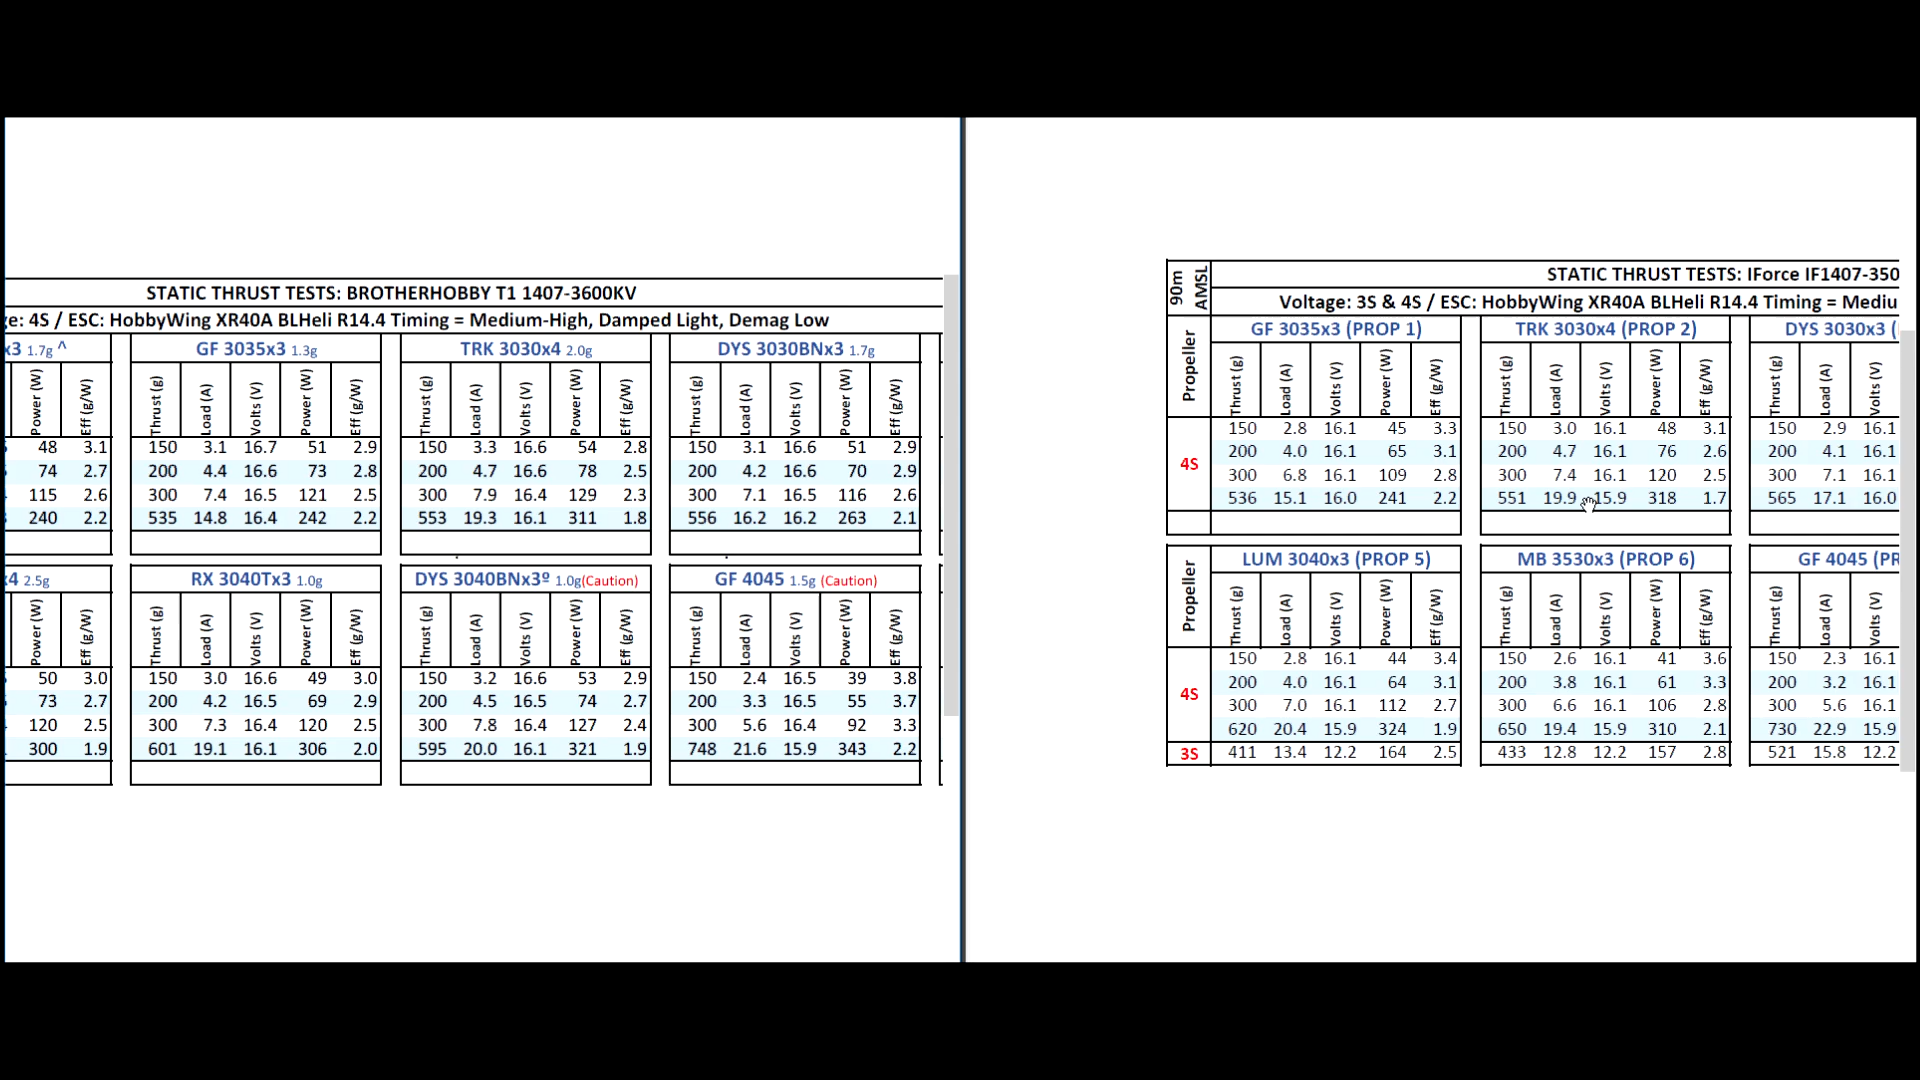 STATIC THRUST TESTS: BROTHERHOBBY T1 1407-3600KV
e: 4S / ESC: HobbyWing XR40A BLHeli R14.4 Timing = Medium-High, Damped Light, Demag Low
x3 1.7g ^ GF 3035x3 1.3g TRK 3030x4 2.0g DYS 3030BNx3 1.7g
Power (W) Eff (g/W) Thrust (g) Load (A) Volts (V) Power (W) Eff (g/W) Thrust (g) Load (A) Volts (V) Power (W) Eff (g/W) Thrust (g) Load (A) Volts (V) Power (W) Eff (g/W)
48 3.1 150 3.1 16.7 51 2.9 150 3.3 16.6 54 2.8 150 3.1 16.6 51 2.9
74 2.7 200 4.4 16.6 73 2.8 200 4.7 16.6 78 2.5 200 4.2 16.6 70 2.9
115 2.6 300 7.4 16.5 121 2.5 300 7.9 16.4 129 2.3 300 7.1 16.5 116 2.6
240 2.2 535 14.8 16.4 242 2.2 553 19.3 16.1 311 1.8 556 16.2 16.2 263 2.1
x4 2.5g RX 3040Tx3 1.0g DYS 3040BNx3º 1.0g(Caution) GF 4045 1.5g (Caution)
Power (W) Eff (g/W) Thrust (g) Load (A) Volts (V) Power (W) Eff (g/W) Thrust (g) Load (A) Volts (V) Power (W) Eff (g/W) Thrust (g) Load (A) Volts (V) Power (W) Eff (g/W)
50 3.0 150 3.0 16.6 49 3.0 150 3.2 16.6 53 2.9 150 2.4 16.5 39 3.8
73 2.7 200 4.2 16.5 69 2.9 200 4.5 16.5 74 2.7 200 3.3 16.5 55 3.7
120 2.5 300 7.3 16.4 120 2.5 300 7.8 16.4 127 2.4 300 5.6 16.4 92 3.3
300 1.9 601 19.1 16.1 306 2.0 595 20.0 16.1 321 1.9 748 21.6 15.9 343 2.2
90m AMSL
STATIC THRUST TESTS: IForce IF1407-350
Voltage: 3S & 4S / ESC: HobbyWing XR40A BLHeli R14.4 Timing = Mediu
Propeller GF 3035x3 (PROP 1) TRK 3030x4 (PROP 2) DYS 3030x3 (
Thrust (g) Load (A) Volts (V) Power (W) Eff (g/W) Thrust (g) Load (A) Volts (V) Power (W) Eff (g/W) Thrust (g) Load (A) Volts (V)
4S
150 2.8 16.1 45 3.3 150 3.0 16.1 48 3.1 150 2.9 16.1
200 4.0 16.1 65 3.1 200 4.7 16.1 76 2.6 200 4.1 16.1
300 6.8 16.1 109 2.8 300 7.4 16.1 120 2.5 300 7.1 16.1
536 15.1 16.0 241 2.2 551 19.9 15.9 318 1.7 565 17.1 16.0
Propeller LUM 3040x3 (PROP 5) MB 3530x3 (PROP 6) GF 4045 (PR
Thrust (g) Load (A) Volts (V) Power (W) Eff (g/W) Thrust (g) Load (A) Volts (V) Power (W) Eff (g/W) Thrust (g) Load (A) Volts (V)
4S
150 2.8 16.1 44 3.4 150 2.6 16.1 41 3.6 150 2.3 16.1
200 4.0 16.1 64 3.1 200 3.8 16.1 61 3.3 200 3.2 16.1
300 7.0 16.1 112 2.7 300 6.6 16.1 106 2.8 300 5.6 16.1
620 20.4 15.9 324 1.9 650 19.4 15.9 310 2.1 730 22.9 15.9
3S 411 13.4 12.2 164 2.5 433 12.8 12.2 157 2.8 521 15.8 12.2